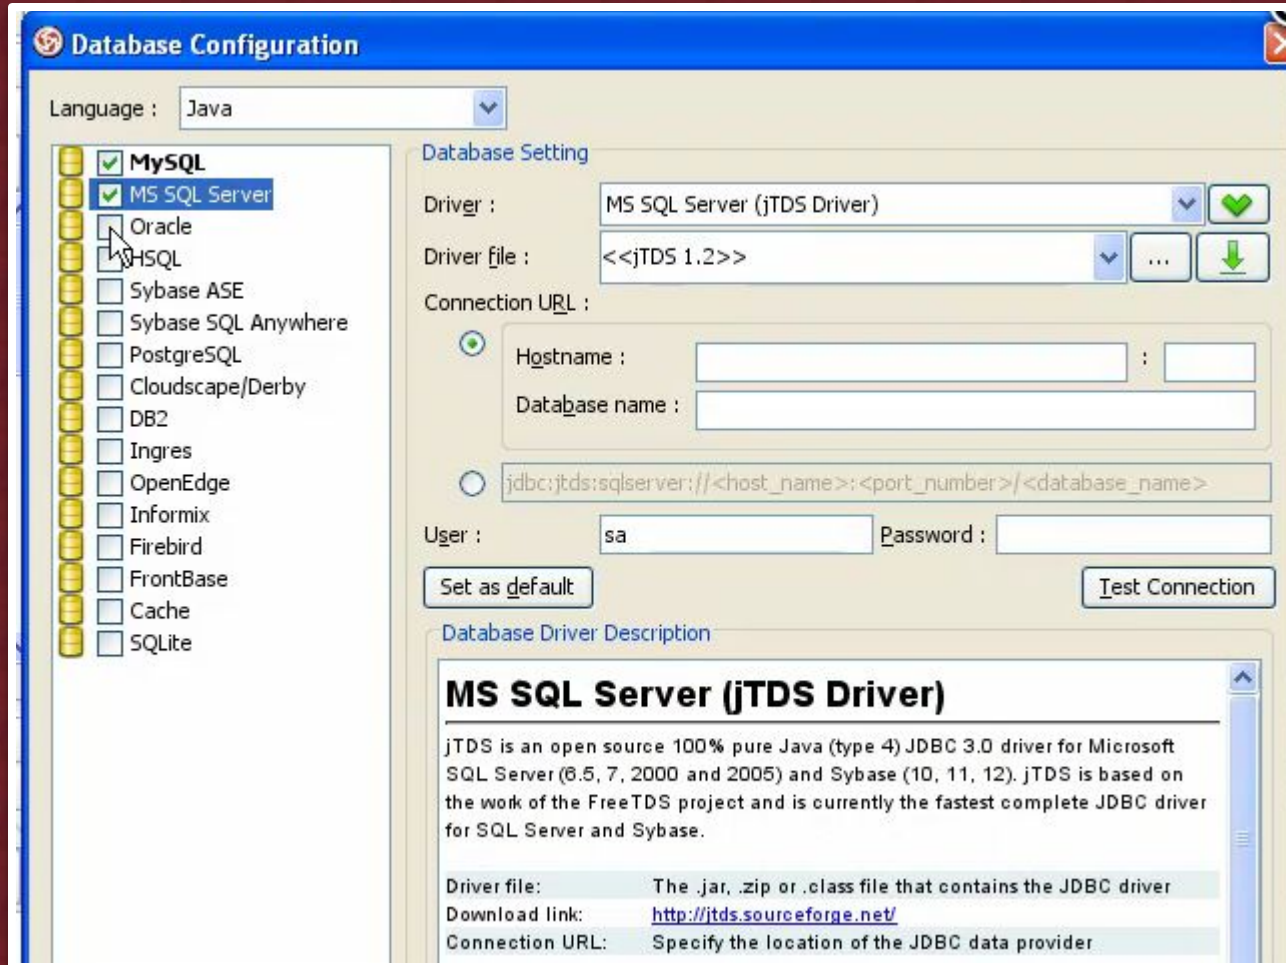 Database Configuration
Language : Java
MySQL
MS SQL Server
Oracle
HSQL
Sybase ASE
Sybase SQL Anywhere
PostgreSQL
Cloudscape/Derby
DB2
Ingres
OpenEdge
Informix
Firebird
FrontBase
Cache
SQLite
Database Setting
Driver : MS SQL Server (jTDS Driver)
Driver file : <<jTDS 1.2>> ...
Connection URL :
Hostname : :
Database name :
jdbc:jtds:sqlserver://<host_name>:<port_number>/<database_name>
User : sa Password :
Set as default Test Connection
Database Driver Description
MS SQL Server (jTDS Driver)
jTDS is an open source 100% pure Java (type 4) JDBC 3.0 driver for Microsoft
SQL Server (6.5, 7, 2000 and 2005) and Sybase (10, 11, 12). jTDS is based on
the work of the FreeTDS project and is currently the fastest complete JDBC driver
for SQL Server and Sybase.
Driver file: The .jar, .zip or .class file that contains the JDBC driver
Download link: http://jtds.sourceforge.net/
Connection URL: Specify the location of the JDBC data provider